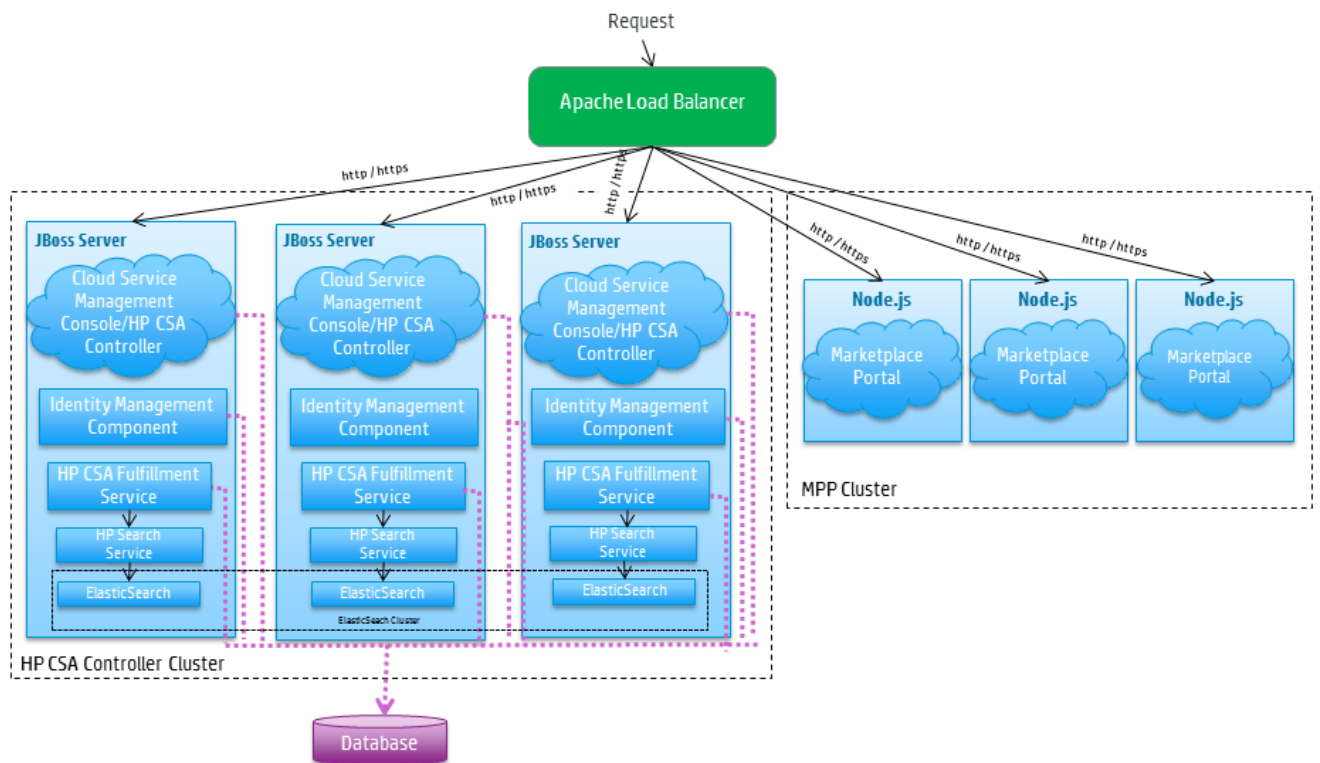 Request
Apache Load Balancer
http / https
http / https
http / https
http / https
http / https
http / https
JBoss Server
Cloud Service
Management
Console/HP CSA
Controller
Identity Management
Component
HP CSA Fulfillment
Service
HP Search
Service
ElasticSearch
JBoss Server
Cloud Service
Management
Console/HP CSA
Controller
Identity Management
Component
HP CSA Fulfillment
Service
HP Search
Service
ElasticSearch
JBoss Server
Cloud Service
Management
Console/HP CSA
Controller
Identity Management
Component
HP CSA Fulfillment
Service
HP Search
Service
ElasticSearch
ElasticSeach Cluster
HP CSA Controller Cluster
Node.js
Marketplace
Portal
Node.js
Marketplace
Portal
Node.js
Marketplace
Portal
MPP Cluster
Database